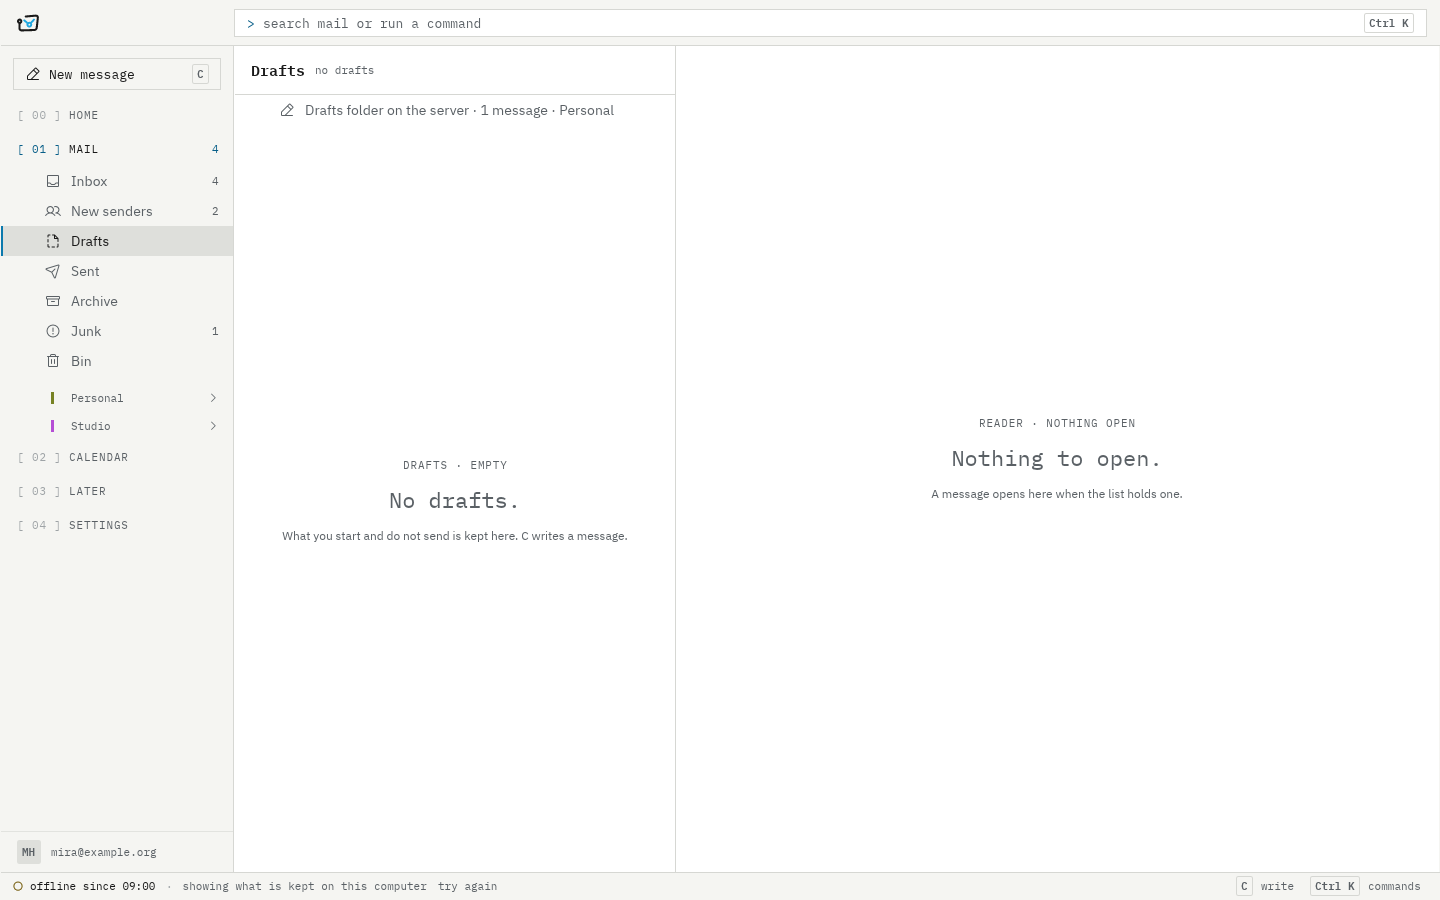 > search mail or run a command Ctrl K
New message C
[ 00 ] HOME
[ 01 ] MAIL 4
Inbox 4
New senders 2
Drafts
Sent
Archive
Junk 1
Bin
Personal
Studio
[ 02 ] CALENDAR
[ 03 ] LATER
[ 04 ] SETTINGS
MH mira@example.org
Drafts no drafts
Drafts folder on the server · 1 message · Personal
DRAFTS · EMPTY
No drafts.
What you start and do not send is kept here. C writes a message.
READER · NOTHING OPEN
Nothing to open.
A message opens here when the list holds one.
offline since 09:00 · showing what is kept on this computer try again
C write Ctrl K commands